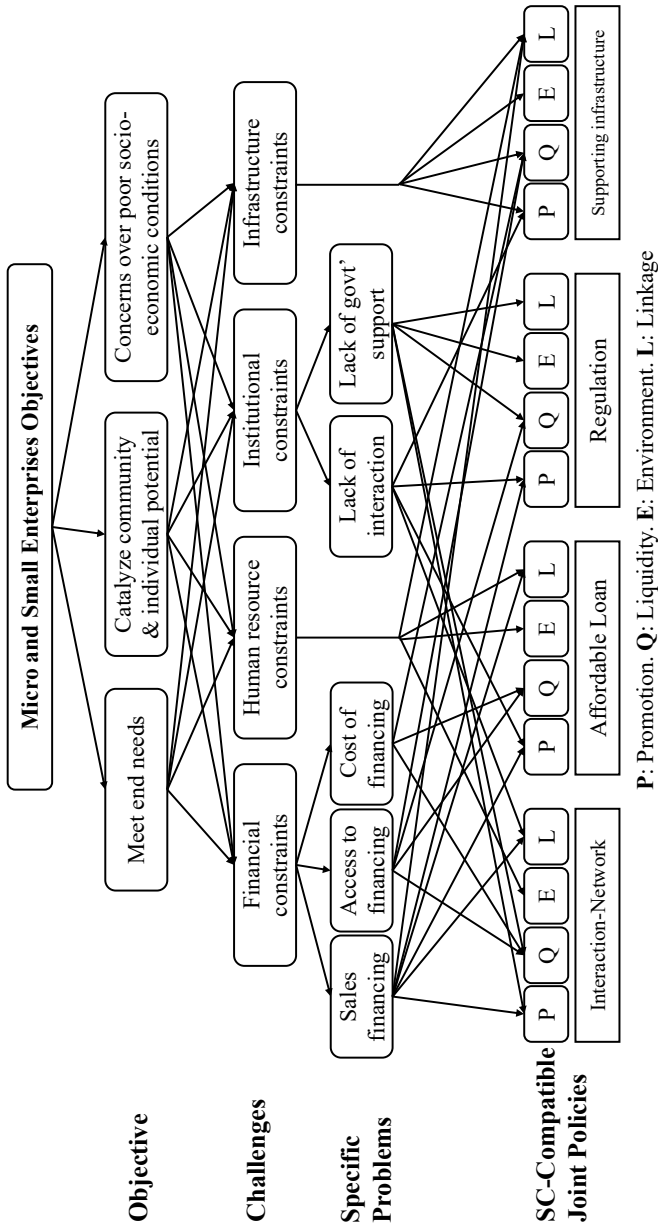 Micro and Small Enterprises Objectives
Objective
Meet end needs
Catalyze community
& individual potential
Concerns over poor socio-
economic conditions
Challenges
Financial
constraints
Human resource
constraints
Institutional
constraints
Infrastructure
constraints
Specific
Problems
Sales
financing
Access to
financing
Cost of
financing
Lack of
interaction
Lack of govt'
support
SC-Compatible
Joint Policies
P Q E L
P Q E L
P Q E L
P Q E L
Interaction-Network
Affordable Loan
Regulation
Supporting infrastructure
P: Promotion. Q: Liquidity. E: Environment. L: Linkage